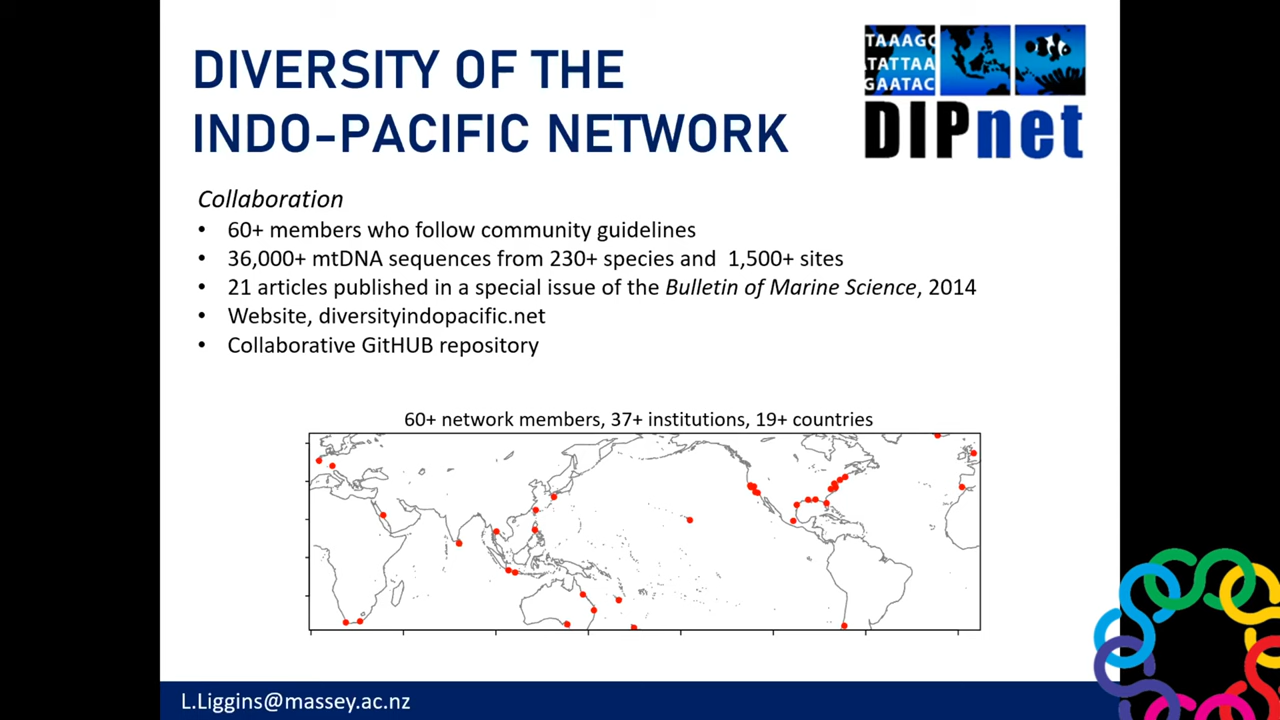 DIVERSITY OF THE
INDO-PACIFIC NETWORK
TAAAGC
TATTAA
GAATAC
DIPnet
Collaboration
• 60+ members who follow community guidelines
• 36,000+ mtDNA sequences from 230+ species and 1,500+ sites
• 21 articles published in a special issue of the Bulletin of Marine Science, 2014
• Website, diversityindopacific.net
• Collaborative GitHUB repository
60+ network members, 37+ institutions, 19+ countries
L.Liggins@massey.ac.nz